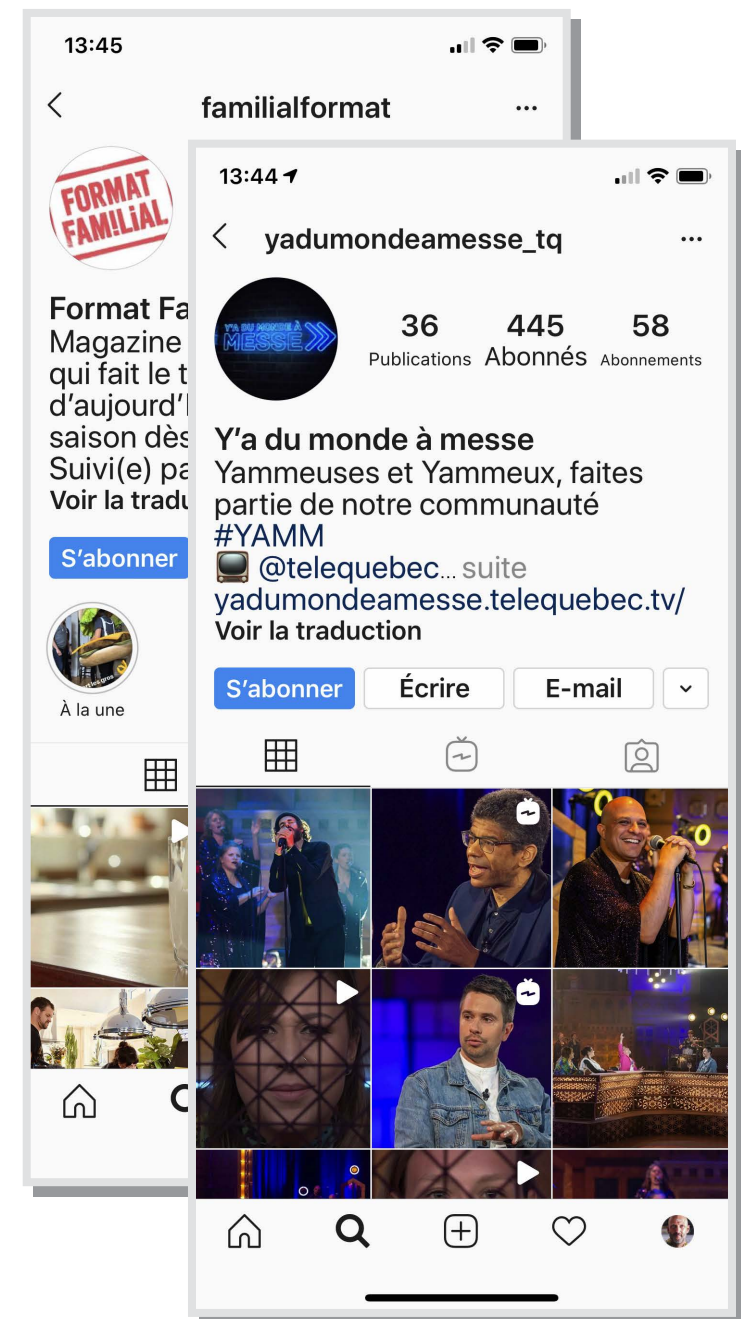 13:45
familialformat
...
FORMAT
FAM!LiAL
Format Fa
Magazine
qui fait le t
d'aujourd'
saison dès
Suivi(e) pa
Voir la tradu
S'abonner
À la une
13:44
yadumondeamesse_tq
...
Y'A DU MONDE À
MESSE
36
445
58
Publications
Abonnés
Abonnements
Y'a du monde à messe
Yammeuses et Yammeux, faites
partie de notre communauté
#YAMM
@telequebec... suite
yadumondeamesse.telequebec.tv/
Voir la traduction
S'abonner
Écrire
E-mail